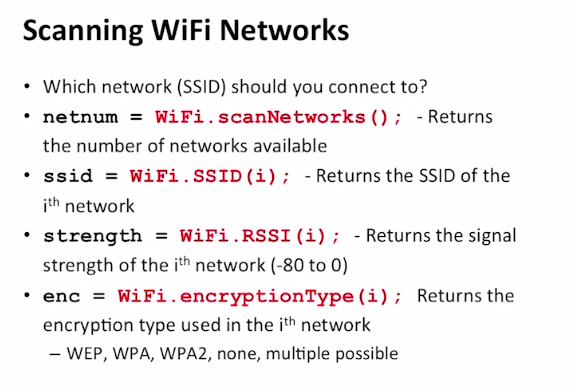 Scanning WiFi Networks
• Which network (SSID) should you connect to?
• netnum = WiFi.scanNetworks(); - Returns
the number of networks available
• ssid = WiFi.SSID(i); - Returns the SSID of the
ith network
• strength = WiFi.RSSI(i); - Returns the signal
strength of the ith network (-80 to 0)
• enc = WiFi.encryptionType(i); Returns the
encryption type used in the ith network
– WEP, WPA, WPA2, none, multiple possible